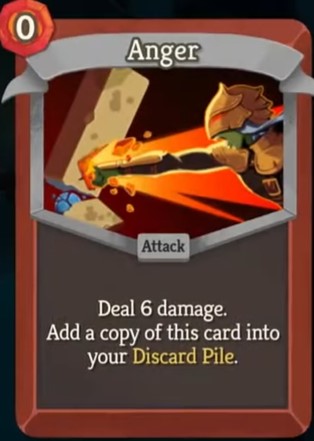 0
Anger
Attack
Deal 6 damage.
Add a copy of this card into
your Discard Pile.